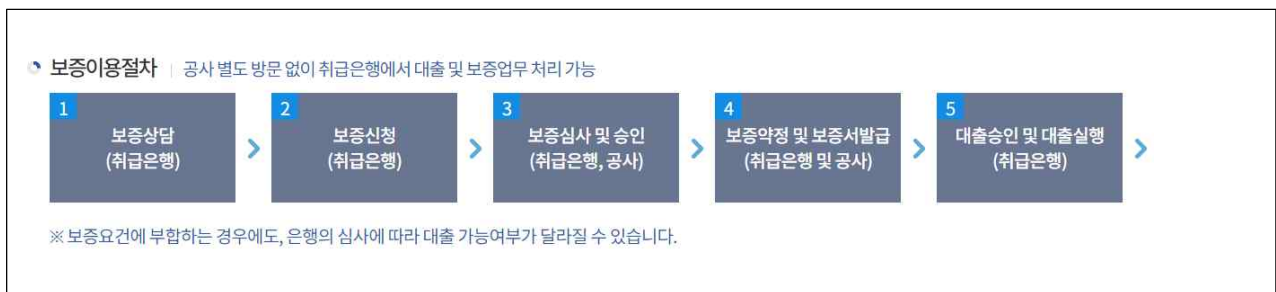 보증이용절차 공사 별도 방문 없이 취급은행에서 대출 및 보증업무 처리 가능
1
보증상담
(취급은행)
2
보증신청
(취급은행)
3
보증심사 및 승인
(취급은행, 공사)
4
보증약정 및 보증서발급
(취급은행 및 공사)
5
대출승인 및 대출실행
(취급은행)
※ 보증요건에 부합하는 경우에도, 은행의 심사에 따라 대출 가능여부가 달라질 수 있습니다.